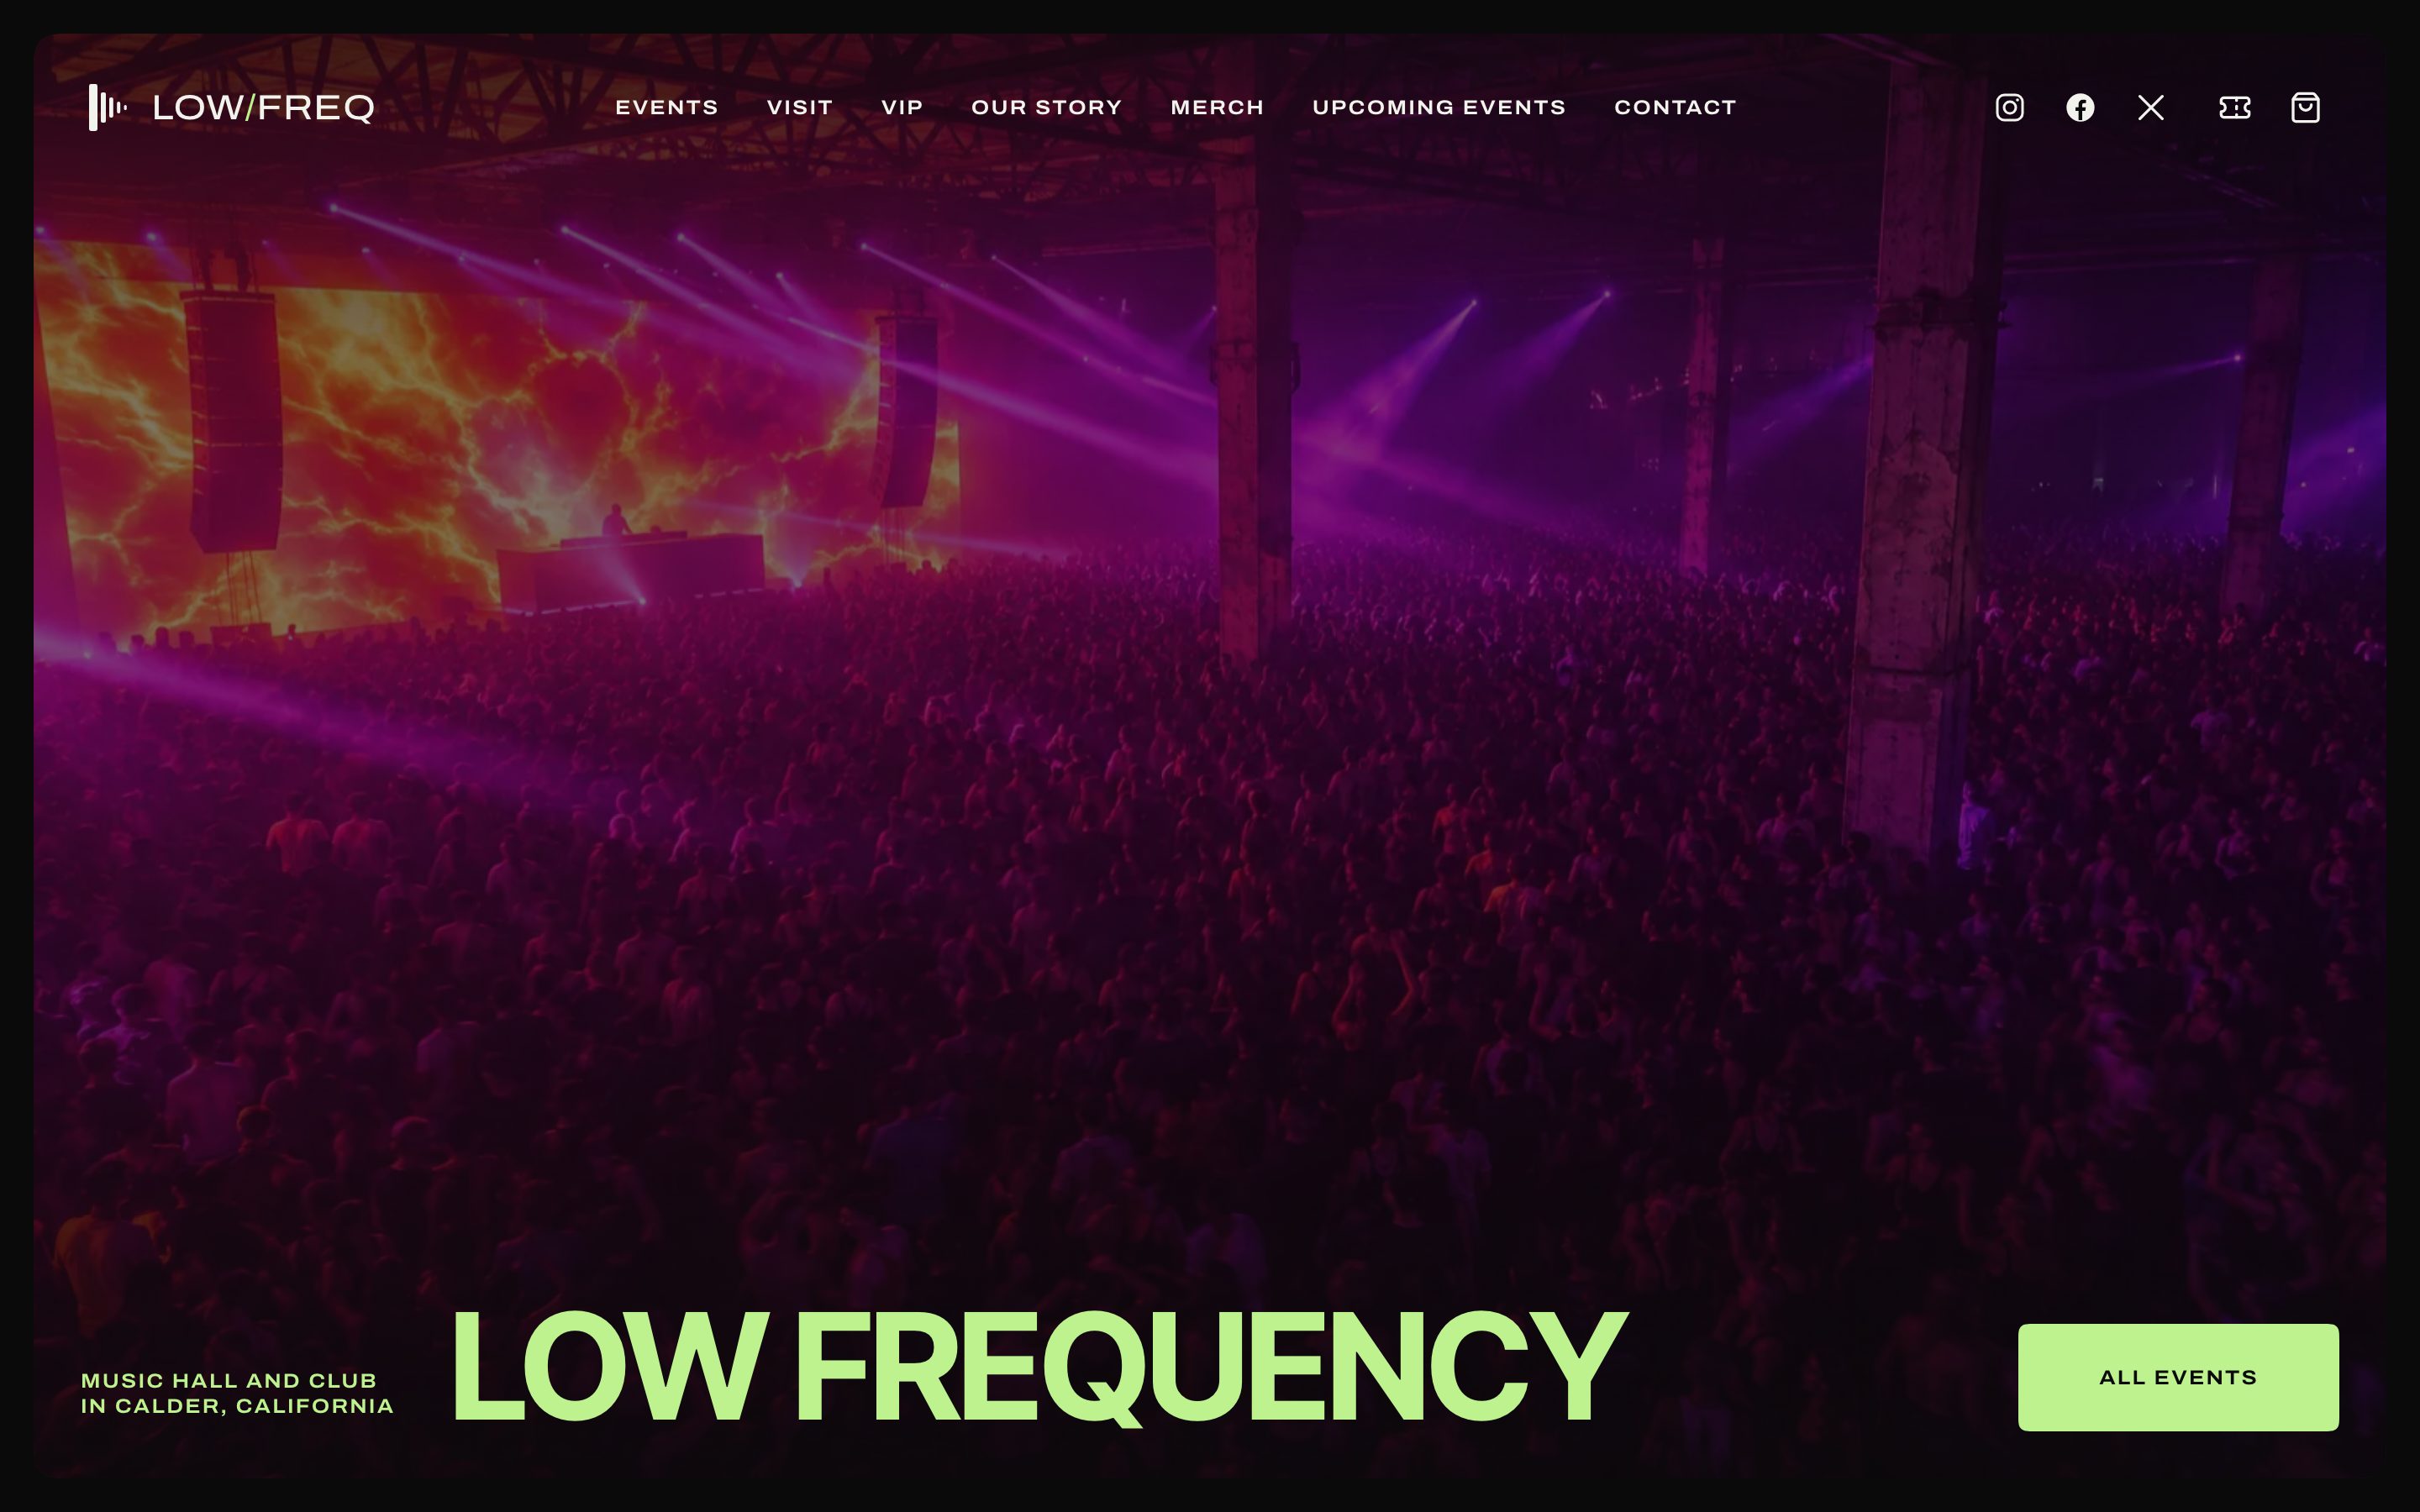 LOW/FREQ
EVENTS VISIT VIP OUR STORY MERCH UPCOMING EVENTS CONTACT
MUSIC HALL AND CLUB
IN CALDER, CALIFORNIA
LOW FREQUENCY
ALL EVENTS